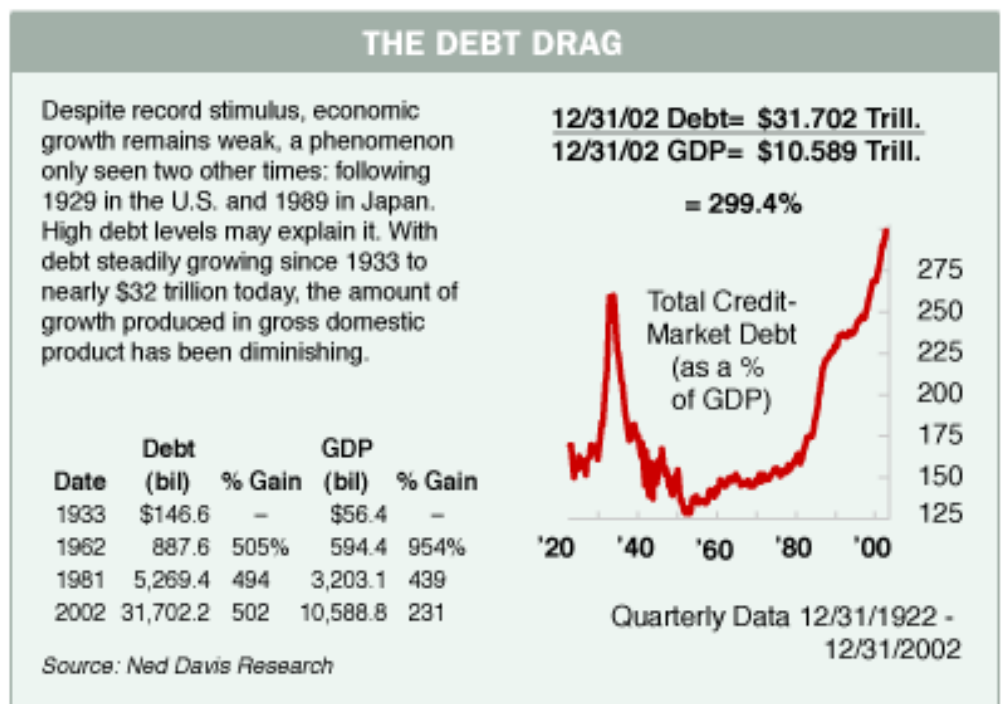 THE DEBT DRAG
Despite record stimulus, economic
growth remains weak, a phenomenon
only seen two other times: following
1929 in the U.S. and 1989 in Japan.
High debt levels may explain it. With
debt steadily growing since 1933 to
nearly $32 trillion today, the amount of
growth produced in gross domestic
product has been diminishing.
Debt GDP
Date (bil) % Gain (bil) % Gain
1933 $146.6 – $56.4 –
1962 887.6 505% 594.4 954%
1981 5,269.4 494 3,203.1 439
2002 31,702.2 502 10,588.8 231
Source: Ned Davis Research
12/31/02 Debt= $31.702 Trill.
12/31/02 GDP= $10.589 Trill.
= 299.4%
Total Credit-
Market Debt
(as a %
of GDP)
275
250
225
200
175
150
125
'20 '40 '60 '80 '00
Quarterly Data 12/31/1922 -
12/31/2002